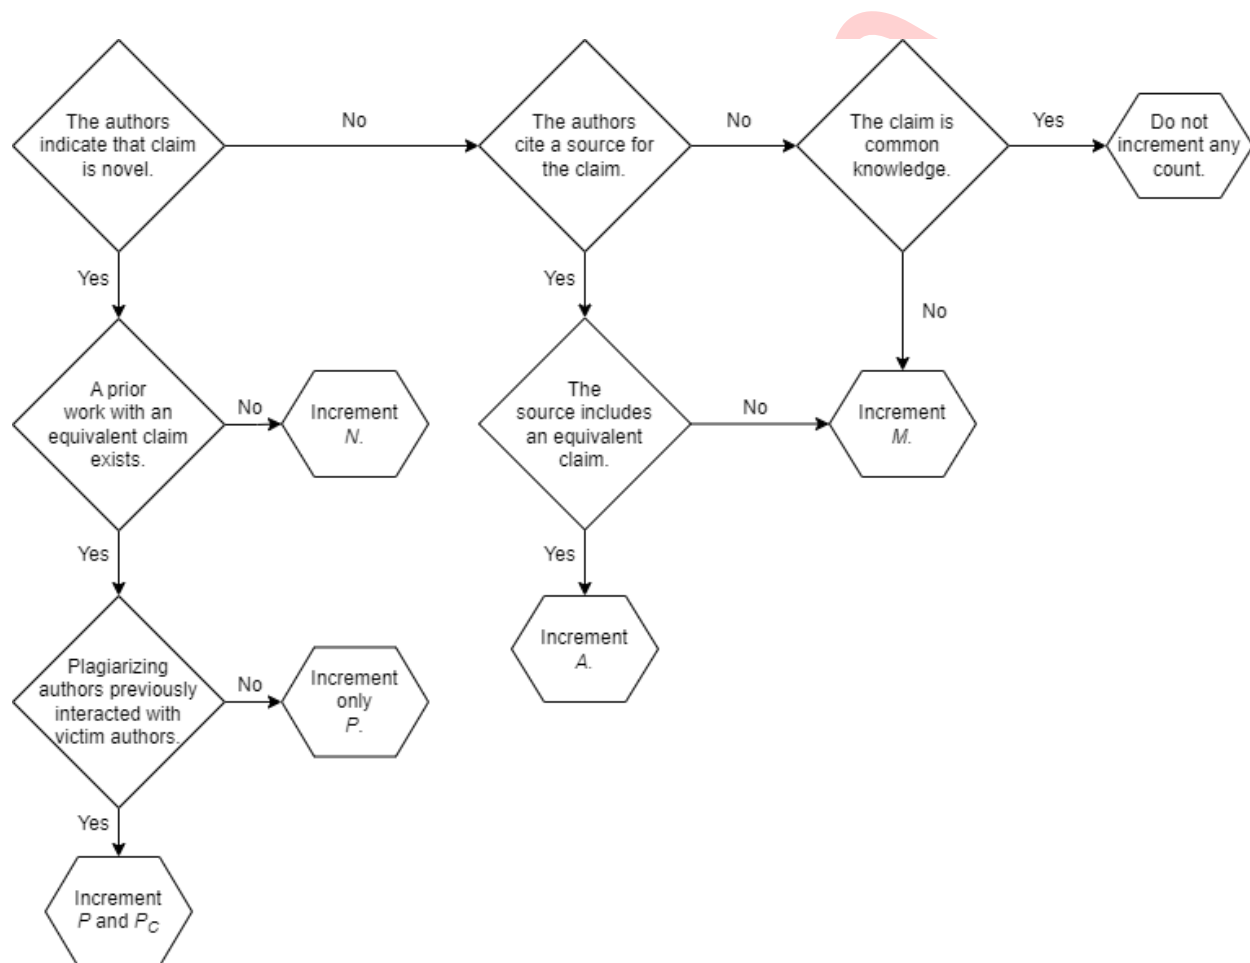 The authors
indicate that claim
is novel.
No
The authors
cite a source for
the claim.
No
The claim is
common
knowledge.
Yes
Do not
increment any
count.
Yes
Yes
No
A prior
work with an
equivalent claim
exists.
No
Increment
N.
The
source includes
an equivalent
claim.
No
Increment
M.
Yes
Yes
Increment
A.
Plagiarizing
authors previously
interacted with
victim authors.
No
Increment
only
P.
Yes
Increment
P and PC